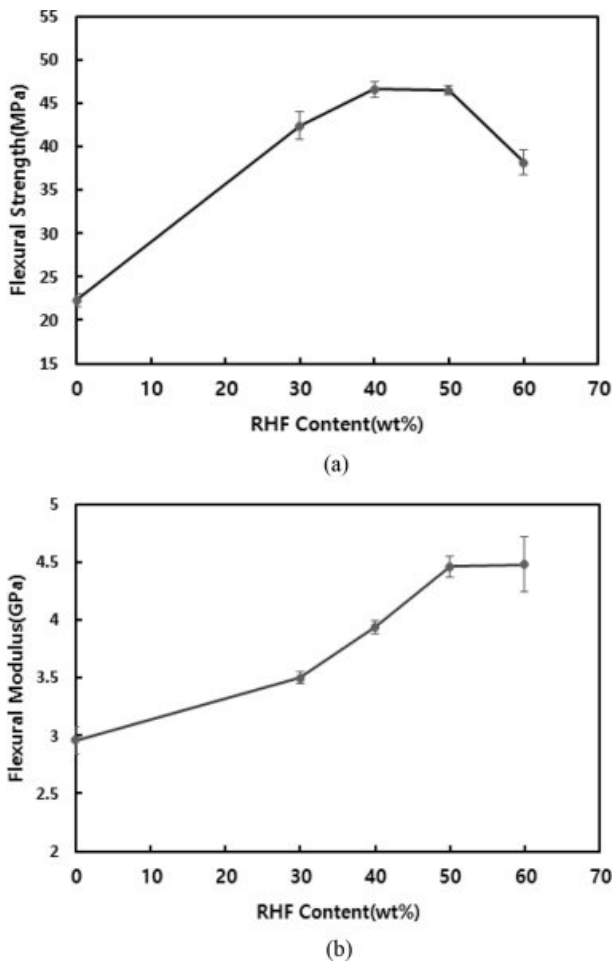 55
50
45
40
35
30
25
20
15
Flexural Strength(MPa)
0 10 20 30 40 50 60 70
RHF Content(wt%)
(a)
5
4.5
4
3.5
3
2.5
2
Flexural Modulus(GPa)
0 10 20 30 40 50 60 70
RHF Content(wt%)
(b)